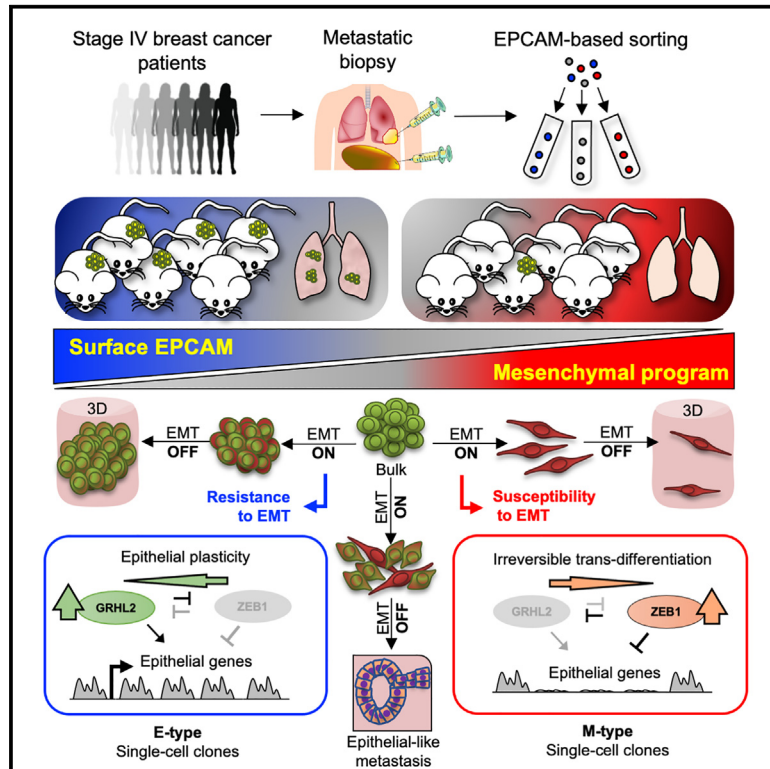 Stage IV breast cancer
patients
Metastatic
biopsy
EPCAM-based sorting
Surface EPCAM
Mesenchymal program
3D
EMT
OFF
EMT
ON
Bulk
EMT
ON
EMT
OFF
3D
Resistance
to EMT
EMT
ON
Susceptibility
to EMT
Epithelial plasticity
GRHL2
ZEB1
Epithelial genes
E-type
Single-cell clones
EMT
OFF
Epithelial-like
metastasis
Irreversible trans-differentiation
GRHL2
ZEB1
Epithelial genes
M-type
Single-cell clones